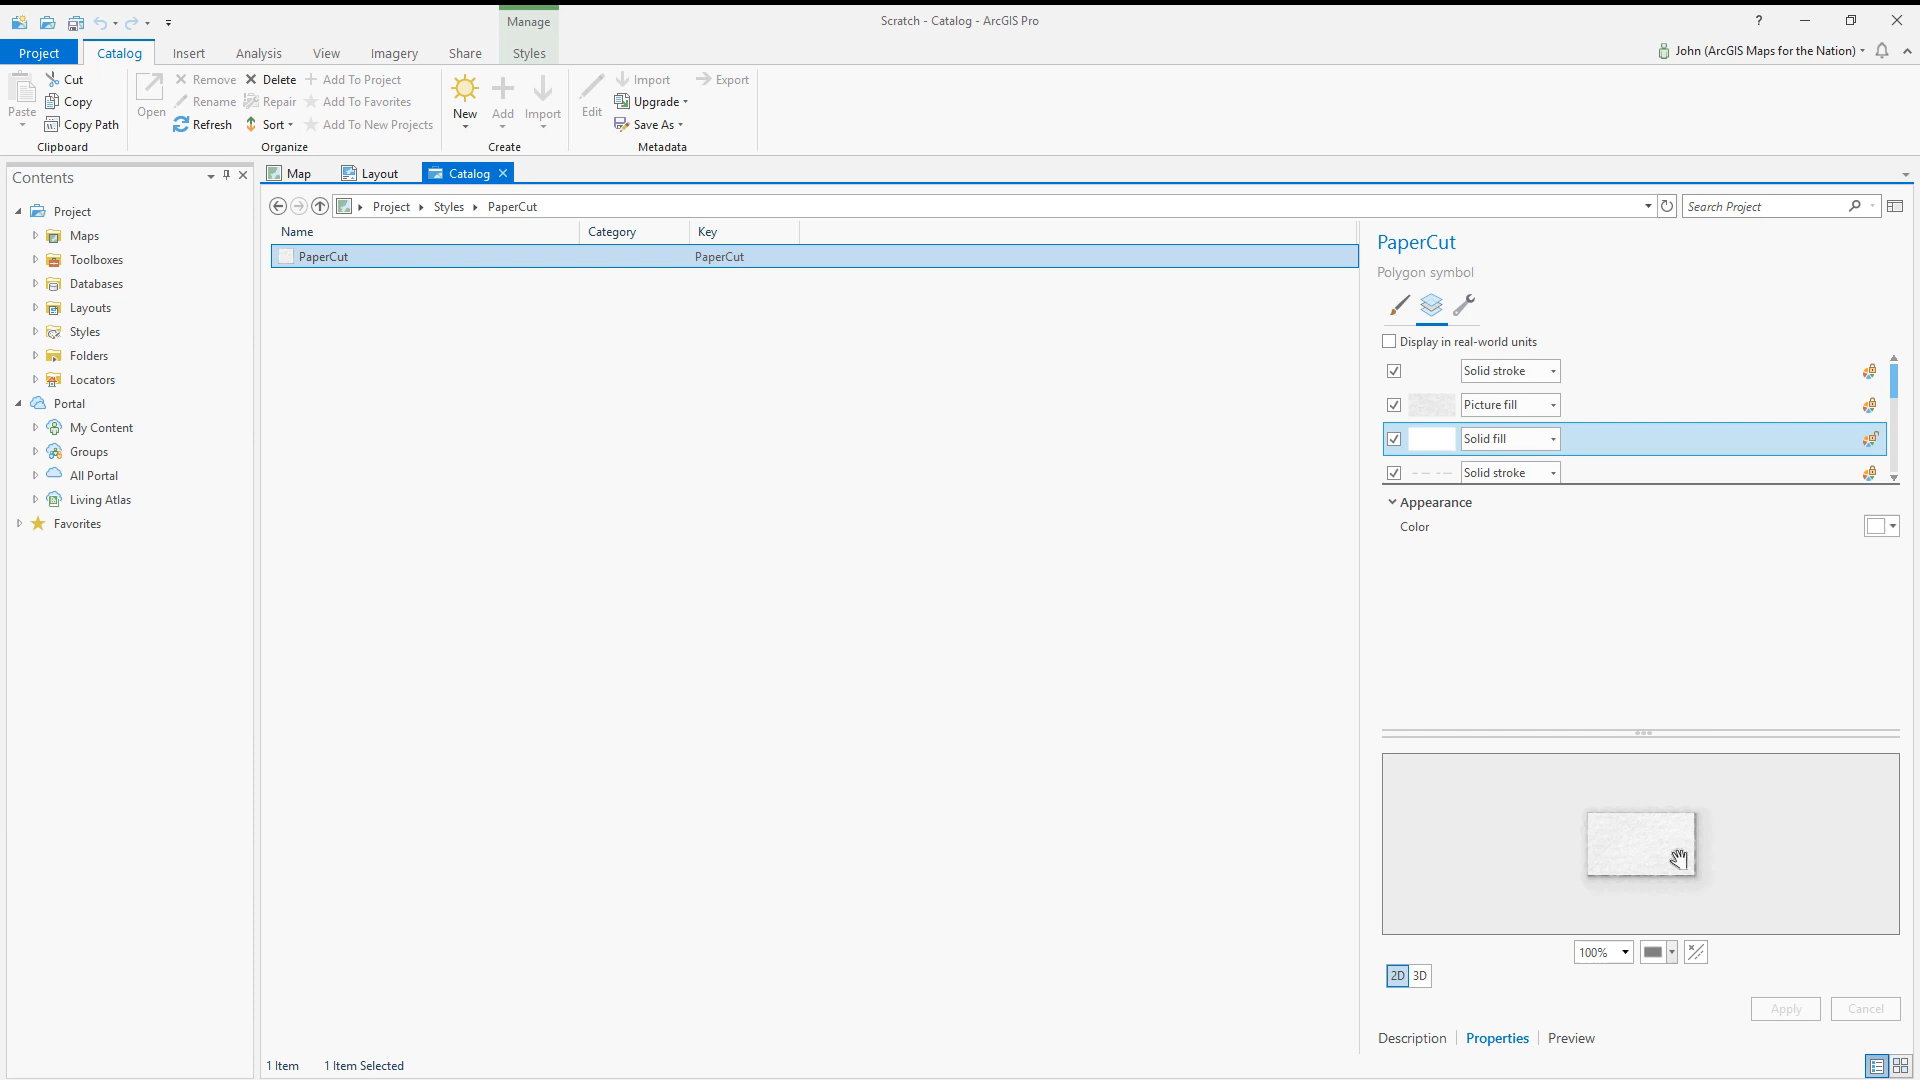 Manage
Scratch - Catalog - ArcGIS Pro
?
Project
Catalog
Insert
Analysis
View
Imagery
Share
Styles
John (ArcGIS Maps for the Nation)
Paste
Cut
Copy
Copy Path
Clipboard
Open
Remove
Delete
Add To Project
Rename
Repair
Add To Favorites
Refresh
Sort
Add To New Projects
Organize
New
Add
Import
Create
Edit
Import
Export
Upgrade
Save As
Metadata
Contents
Project
Maps
Toolboxes
Databases
Layouts
Styles
Folders
Locators
Portal
My Content
Groups
All Portal
Living Atlas
Favorites
Map
Layout
Catalog
Project
Styles
PaperCut
Search Project
Name
Category
Key
PaperCut
PaperCut
1 Item
1 Item Selected
PaperCut
Polygon symbol
Display in real-world units
Solid stroke
Picture fill
Solid fill
Solid stroke
Appearance
Color
100%
2D
3D
Apply
Cancel
Description
Properties
Preview